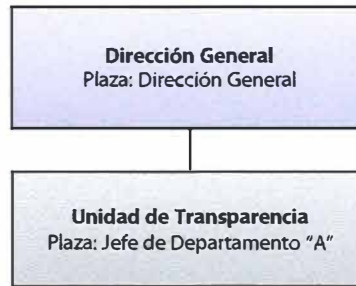 Dirección General
Plaza: Dirección General
Unidad de Transparencia
Plaza: Jefe de Departamento "A"